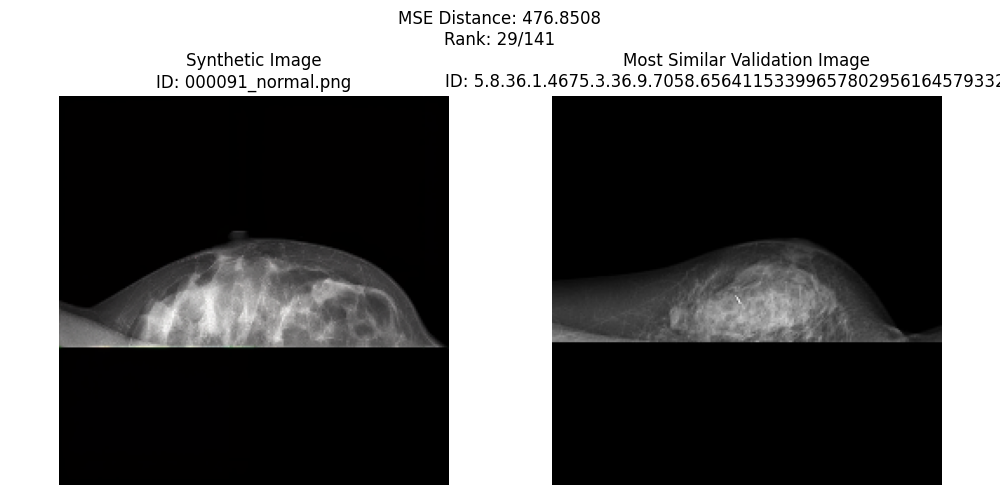 MSE Distance: 476.8508
Rank: 29/141
Synthetic Image
ID: 000091_normal.png
Most Similar Validation Image
ID: 5.8.36.1.4675.3.36.9.7058.65641153399657802956164579332